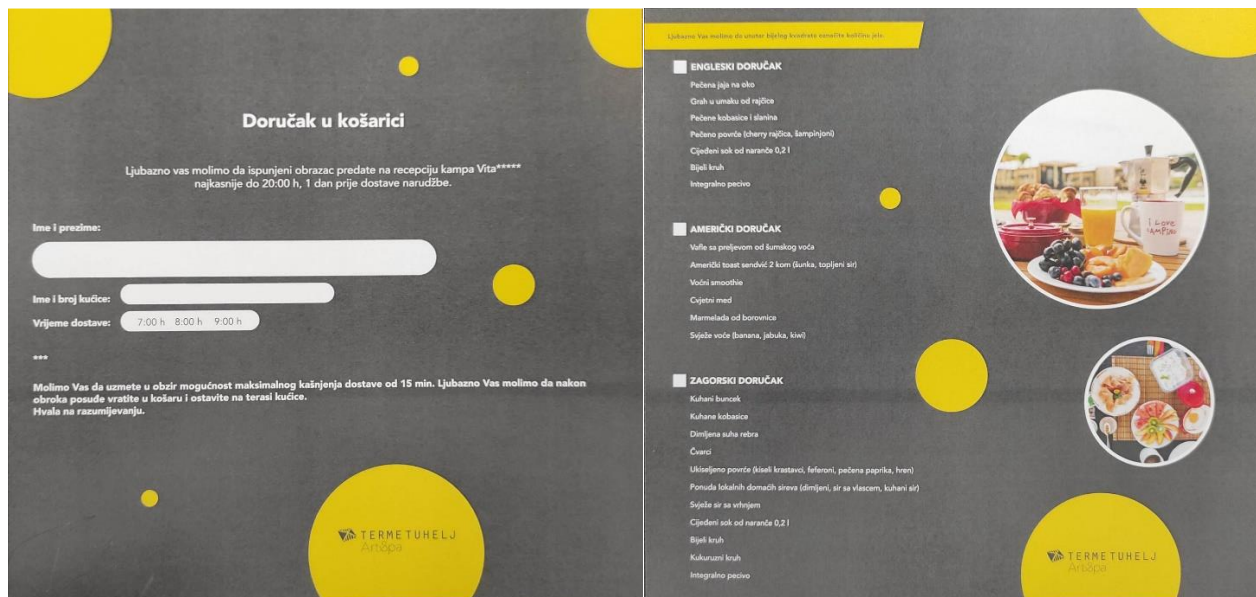 Doručak u košarici
Ljubazno vas molimo da ispunjeni obrazac predate na recepciju kampa Vita*****
najkasnije do 20:00 h, 1 dan prije dostave narudžbe.
Ime i prezime:
Ime i broj kućice:
Vrijeme dostave: 7:00 h 8:00 h 9:00 h
***
Molimo Vas da uzmete u obzir mogućnost maksimalnog kašnjenja dostave od 15 min. Ljubazno Vas molimo da nakon
obroka posuđe vratite u košaru i ostavite na terasi kućice.
Hvala na razumijevanju.
TERMETUHELJ
Art&Spa
Ljubazno Vas molimo da unutar bijelog kvadrata označite količinu jela.
ENGLESKI DORUČAK
Pečena jaja na oko
Grah u umaku od rajčice
Pečene kobasice i slanina
Pečeno povrće (cherry rajčica, šampinjoni)
Cijeđeni sok od naranče 0,2 l
Bijeli kruh
Integralno pecivo
AMERIČKI DORUČAK
Vafle sa preljevom od šumskog voća
Američki toast sendvič 2 kom (šunka, topljeni sir)
Voćni smoothie
Cvjetni med
Marmelada od borovnice
Svježe voće (banana, jabuka, kiwi)
ZAGORSKI DORUČAK
Kuhani buncek
Kuhane kobasice
Dimljena suha rebra
Čvarci
Ukiseljeno povrće (kiseli krastavci, feferoni, pečena paprika, hren)
Ponuda lokalnih domaćih sireva (dimljeni, sir sa vlascem, kuhani sir)
Svježi sir sa vrhnjem
Cijeđeni sok od naranče 0,2 l
Bijeli kruh
Kukuruzni kruh
Integralno pecivo
I LOVE
CAMPING
TERMETUHELJ
Art&Spa